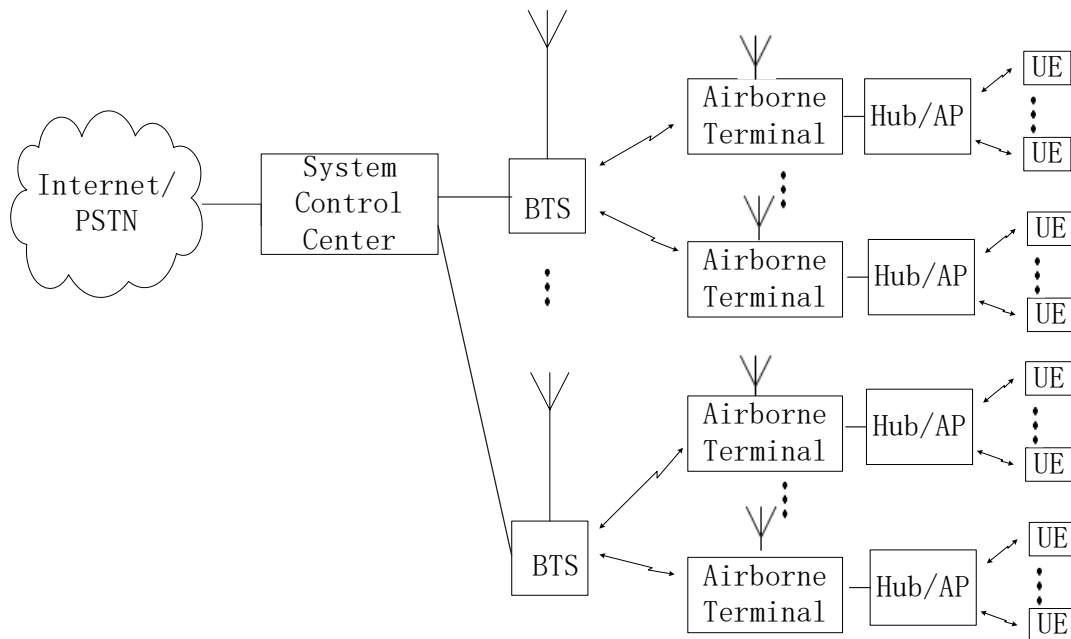 Internet/
PSTN
System
Control
Center
BTS
Airborne
Terminal
Hub/AP
UE
UE
Airborne
Terminal
Hub/AP
UE
UE
BTS
Airborne
Terminal
Hub/AP
UE
UE
Airborne
Terminal
Hub/AP
UE
UE